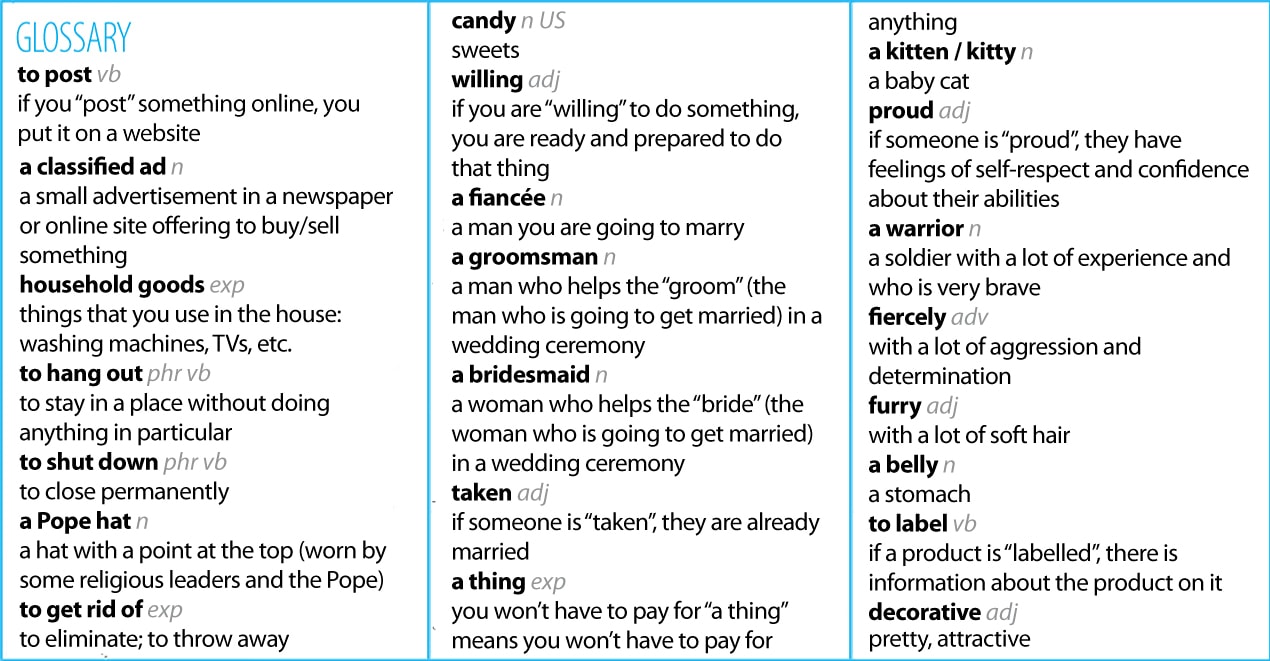 GLOSSARY
to post vb
if you “post” something online, you
put it on a website
a classified ad n
a small advertisement in a newspaper
or online site offering to buy/sell
something
household goods exp
things that you use in the house:
washing machines, TVs, etc.
to hang out phr vb
to stay in a place without doing
anything in particular
to shut down phr vb
to close permanently
a Pope hat n
a hat with a point at the top (worn by
some religious leaders and the Pope)
to get rid of exp
to eliminate; to throw away
candy n US
sweets
willing adj
if you are “willing” to do something,
you are ready and prepared to do
that thing
a fiancée n
a man you are going to marry
a groomsman n
a man who helps the “groom” (the
man who is going to get married) in a
wedding ceremony
a bridesmaid n
a woman who helps the “bride” (the
woman who is going to get married)
in a wedding ceremony
taken adj
if someone is “taken”, they are already
married
a thing exp
you won’t have to pay for “a thing”
means you won’t have to pay for
anything
a kitten / kitty n
a baby cat
proud adj
if someone is “proud”, they have
feelings of self-respect and confidence
about their abilities
a warrior n
a soldier with a lot of experience and
who is very brave
fiercely adv
with a lot of aggression and
determination
furry adj
with a lot of soft hair
a belly n
a stomach
to label vb
if a product is “labelled”, there is
information about the product on it
decorative adj
pretty, attractive